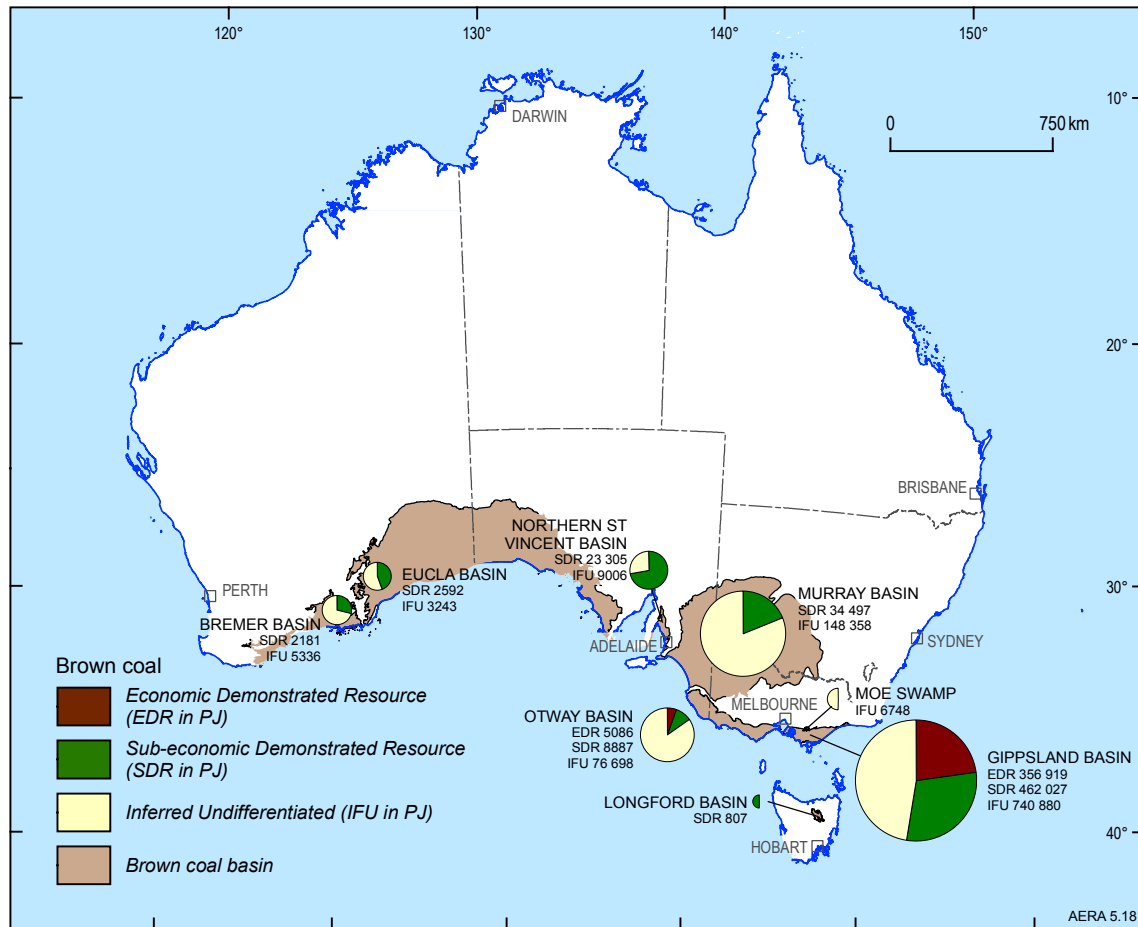 120°
130°
140°
150°
10°
20°
30°
40°
DARWIN
0
750 km
BRISBANE
PERTH
SYDNEY
ADELAIDE
MELBOURNE
HOBART
NORTHERN ST
VINCENT BASIN
SDR 23 305
IFU 9006
EUCLA BASIN
SDR 2592
IFU 3243
BREMER BASIN
SDR 2181
IFU 5336
MURRAY BASIN
SDR 34 497
IFU 148 358
MOE SWAMP
IFU 6748
OTWAY BASIN
EDR 5086
SDR 8887
IFU 76 698
GIPPSLAND BASIN
EDR 356 919
SDR 462 027
IFU 740 880
LONGFORD BASIN
SDR 807
Brown coal
Economic Demonstrated Resource
(EDR in PJ)
Sub-economic Demonstrated Resource
(SDR in PJ)
Inferred Undifferentiated (IFU in PJ)
Brown coal basin
AERA 5.18